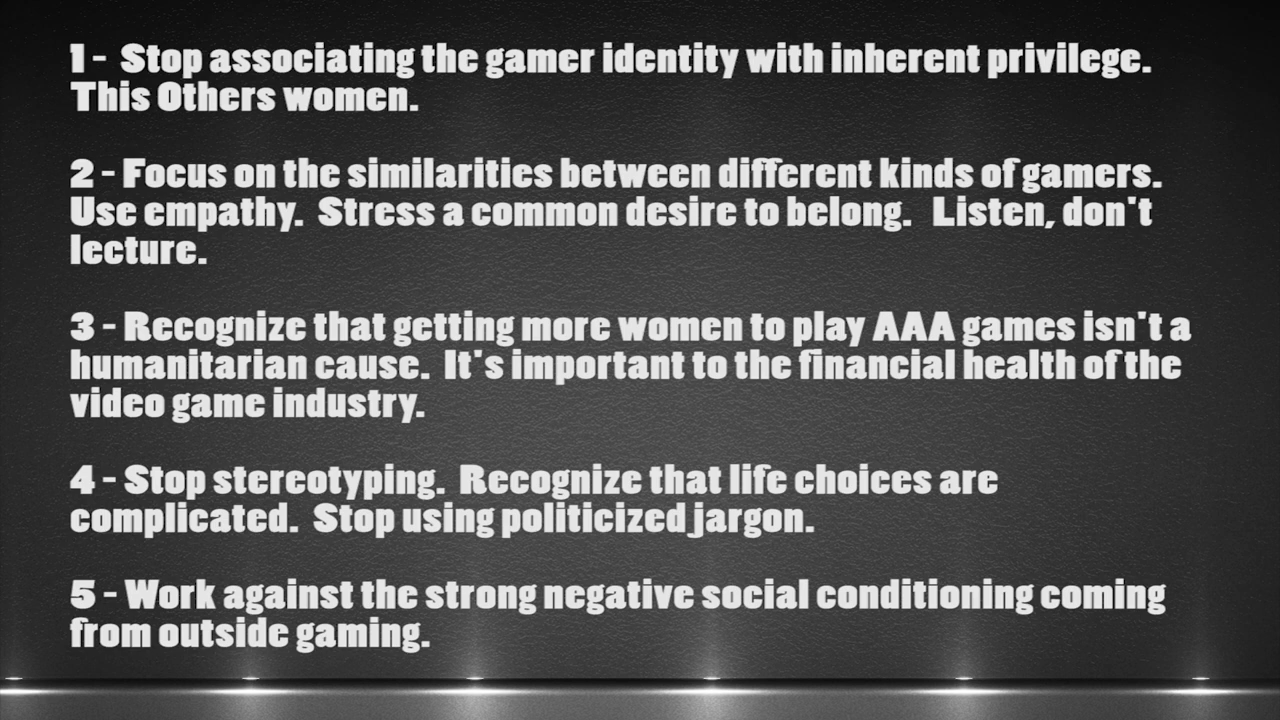 1 -  Stop associating the gamer identity with inherent privilege.
This Others women.
2 - Focus on the similarities between different kinds of gamers.
Use empathy.  Stress a common desire to belong.   Listen, don't
lecture.
3 - Recognize that getting more women to play AAA games isn't a
humanitarian cause.  It's important to the financial health of the
video game industry.
4 - Stop stereotyping.  Recognize that life choices are
complicated.  Stop using politicized jargon.
5 - Work against the strong negative social conditioning coming
from outside gaming.